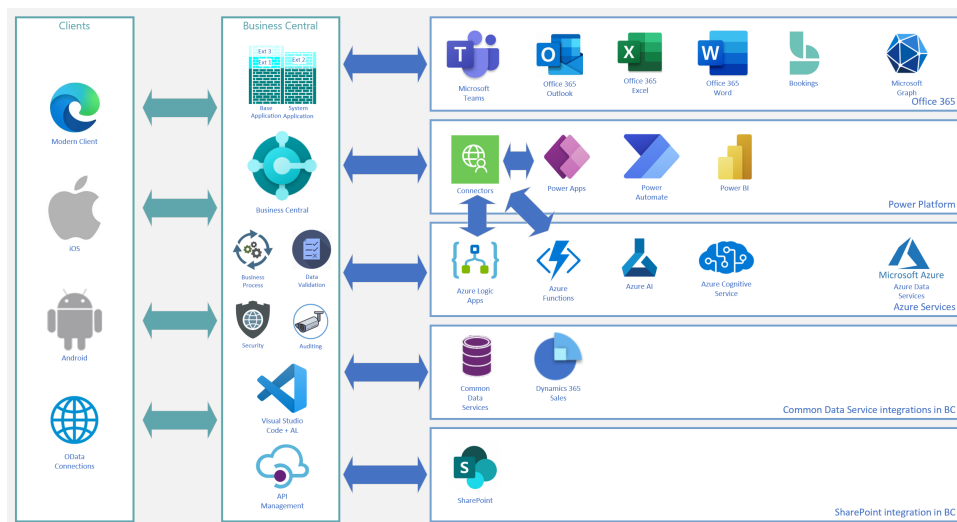 Clients
Modern Client
iOS
Android
OData
Connections
Business Central
Ext 3
Ext 1
Ext 2
Base
Application
System
Application
Business Central
Business
Process
Data
Validation
Security
Auditing
Visual Studio
Code + AL
API
Management
T
Microsoft
Teams
O
Office 365
Outlook
X
Office 365
Excel
W
Office 365
Word
Bookings
Microsoft
Graph
Office 365
Connectors
Power Apps
Power
Automate
Power BI
Power Platform
Azure Logic
Apps
Azure
Functions
Azure AI
Azure Cognitive
Service
Microsoft Azure
Azure Data
Services
Azure Services
Common
Data
Services
Dynamics 365
Sales
Common Data Service integrations in BC
S
SharePoint
SharePoint integration in BC